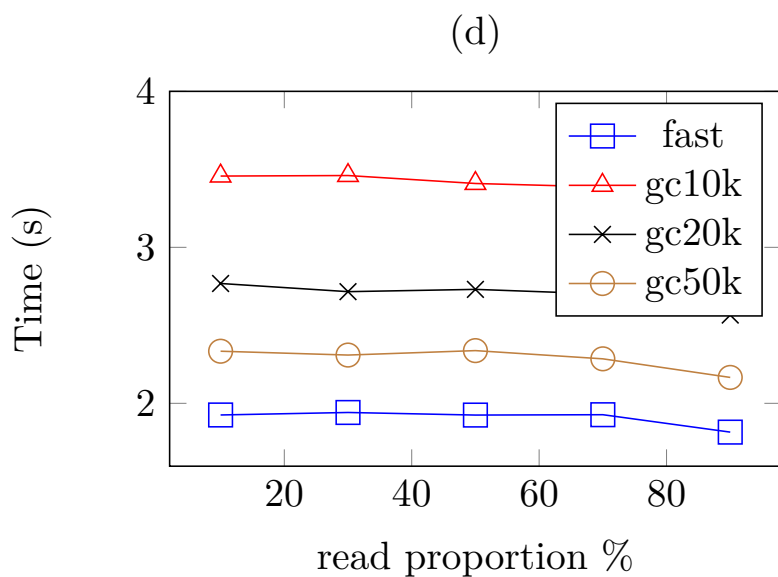 (d)
4
3
2
Time (s)
fast
gc10k
gc20k
gc50k
20 40 60 80
read proportion %